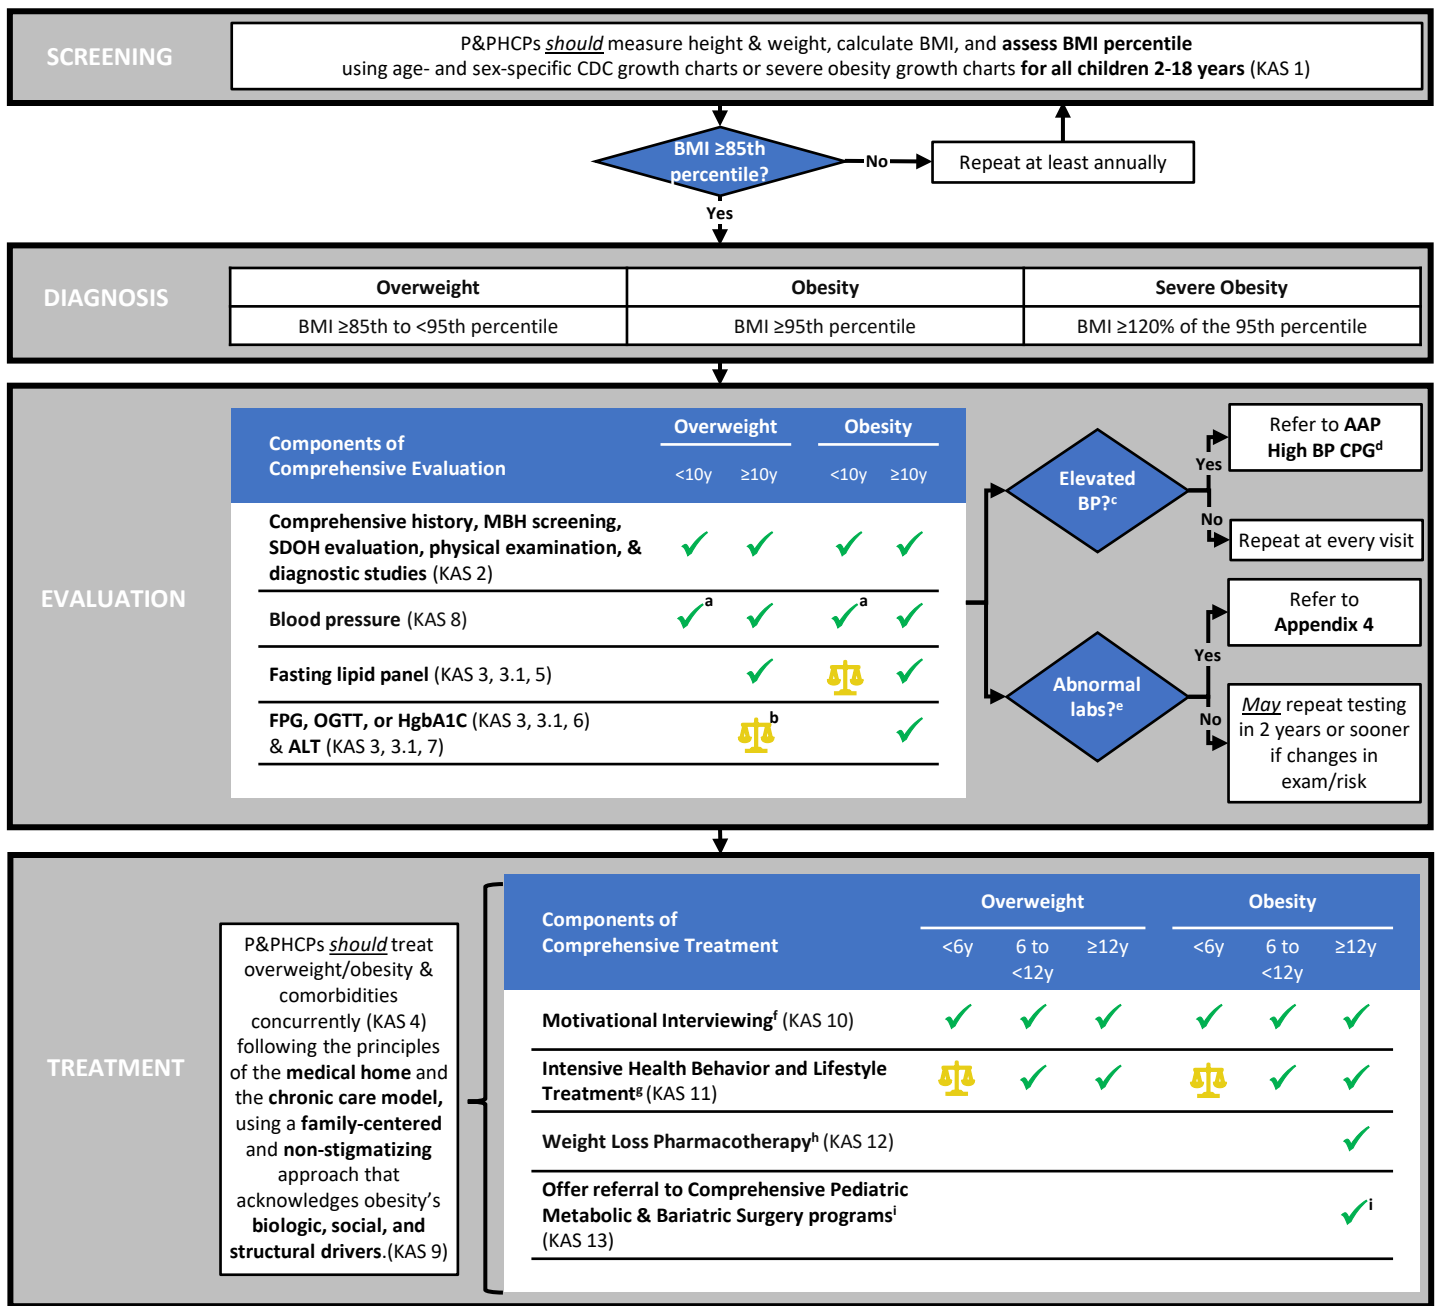 SCREENING
P&PHCPs should measure height & weight, calculate BMI, and assess BMI percentile
using age- and sex-specific CDC growth charts or severe obesity growth charts for all children 2-18 years (KAS 1)
BMI ≥85th
percentile?
No
Repeat at least annually
Yes
DIAGNOSIS
Overweight
Obesity
Severe Obesity
BMI ≥85th to <95th percentile
BMI ≥95th percentile
BMI ≥120% of the 95th percentile
EVALUATION
Components of
Comprehensive Evaluation
Overweight
Obesity
<10y
≥10y
<10y
≥10y
Comprehensive history, MBH screening,
SDOH evaluation, physical examination, &
diagnostic studies (KAS 2)
Blood pressure (KAS 8)
a
a
Fasting lipid panel (KAS 3, 3.1, 5)
FPG, OGTT, or HgbA1C (KAS 3, 3.1, 6)
& ALT (KAS 3, 3.1, 7)
b
Elevated
BP?c
Yes
Refer to AAP
High BP CPGd
No
Repeat at every visit
Abnormal
labs?e
Yes
Refer to
Appendix 4
No
May repeat testing
in 2 years or sooner
if changes in
exam/risk
TREATMENT
P&PHCPs should treat
overweight/obesity &
comorbidities
concurrently (KAS 4)
following the principles
of the medical home and
the chronic care model,
using a family-centered
and non-stigmatizing
approach that
acknowledges obesity's
biologic, social, and
structural drivers.(KAS 9)
Components of
Comprehensive Treatment
Overweight
Obesity
<6y
6 to
<12y
≥12y
<6y
6 to
<12y
≥12y
Motivational Interviewingf (KAS 10)
Intensive Health Behavior and Lifestyle
Treatmentg (KAS 11)
Weight Loss Pharmacotherapyh (KAS 12)
Offer referral to Comprehensive Pediatric
Metabolic & Bariatric Surgery programsi
(KAS 13)
i